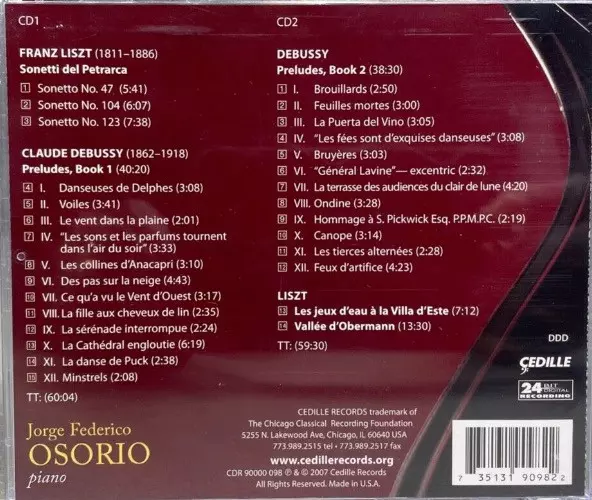 CD1
FRANZ LISZT (1811–1886)
Sonetti del Petrarca
1 Sonetto No. 47 (5:41)
2 Sonetto No. 104 (6:07)
3 Sonetto No. 123 (7:38)
CLAUDE DEBUSSY (1862–1918)
Preludes, Book 1 (40:20)
4 I. Danseuses de Delphes (3:08)
5 II. Voiles (3:41)
6 III. Le vent dans la plaine (2:01)
7 IV. “Les sons et les parfums tournent
dans l’air du soir” (3:33)
8 V. Les collines d’Anacapri (3:10)
9 VI. Des pas sur la neige (4:43)
10 VII. Ce qu’a vu le Vent d’Ouest (3:17)
11 VIII. La fille aux cheveux de lin (2:35)
12 IX. La sérénade interrompue (2:24)
13 X. La Cathédral engloutie (6:19)
14 XI. La danse de Puck (2:38)
15 XII. Minstrels (2:08)
TT: (60:04)
Jorge Federico
OSORIO
piano
CD2
DEBUSSY
Preludes, Book 2 (38:30)
1 I. Brouillards (2:50)
2 II. Feuilles mortes (3:00)
3 III. La Puerta del Vino (3:05)
4 IV. “Les fées sont d’exquises danseuses” (3:08)
5 V. Bruyères (3:03)
6 VI. “Général Lavine”— excentric (2:32)
7 VII. La terrasse des audiences du clair de lune (4:20)
8 VIII. Ondine (3:28)
9 IX. Hommage à S. Pickwick Esq. P.P.M.P.C. (2:19)
10 X. Canope (3:14)
11 XI. Les tierces alternées (2:28)
12 XII. Feux d’artifice (4:23)
LISZT
13 Les jeux d’eau à la Villa d’Este (7:12)
14 Vallée d’Obermann (13:30)
TT: (59:30)
DDD
CEDILLE
24 BIT DIGITAL
RECORDING
CEDILLE RECORDS trademark of
The Chicago Classical Recording Foundation
5255 N. Lakewood Ave, Chicago, IL 60640 USA
773.989.2515 tel • 773.989.2517 fax
www.cedillerecords.org
CDR 90000 098 ℗ & © 2007 Cedille Records
All Rights Reserved. Made in U.S.A.
7 35131 90982 2